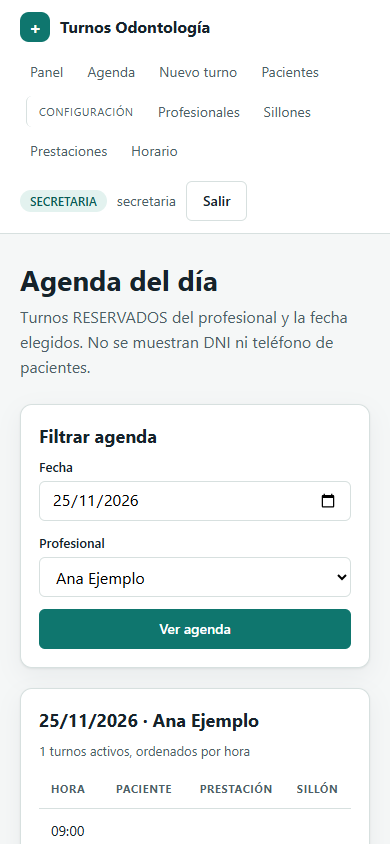 + Turnos Odontología
Panel Agenda Nuevo turno Pacientes
CONFIGURACIÓN Profesionales Sillones
Prestaciones Horario
SECRETARIA secretaria Salir
Agenda del día
Turnos RESERVADOS del profesional y la fecha
elegidos. No se muestran DNI ni teléfono de
pacientes.
Filtrar agenda
Fecha
25/11/2026
Profesional
Ana Ejemplo
Ver agenda
25/11/2026 · Ana Ejemplo
1 turnos activos, ordenados por hora
HORA PACIENTE PRESTACIÓN SILLÓN
09:00